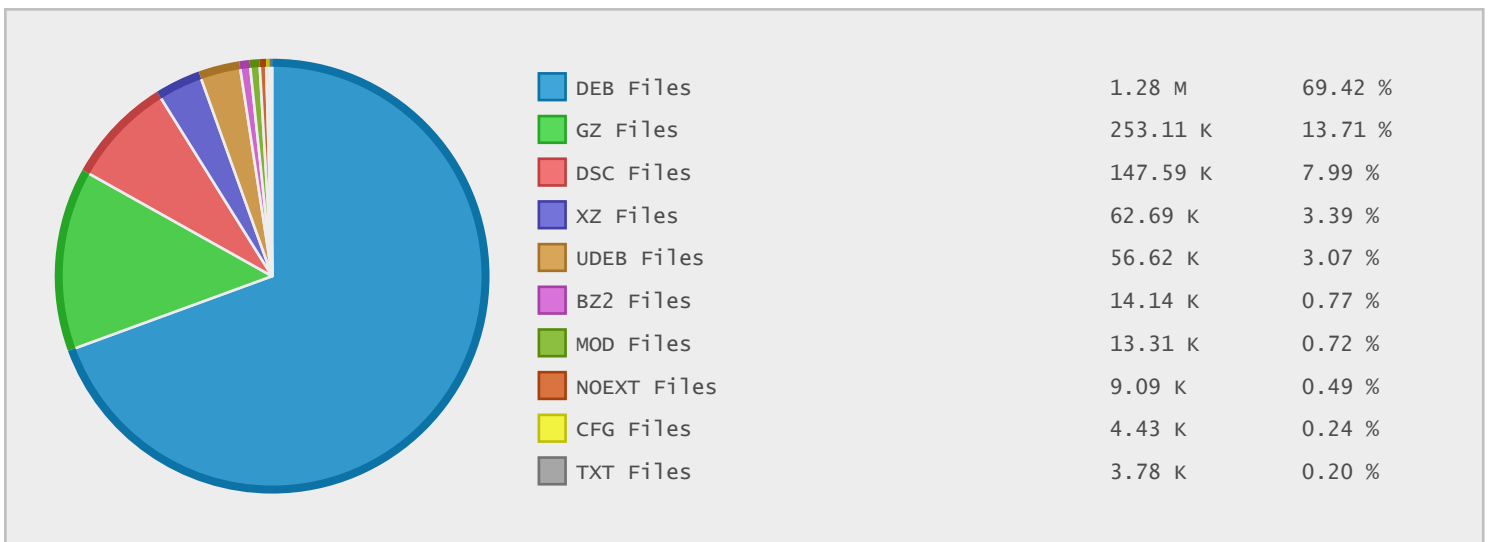 DEB Files 1.28 M 69.42 %
GZ Files 253.11 K 13.71 %
DSC Files 147.59 K 7.99 %
XZ Files 62.69 K 3.39 %
UDEB Files 56.62 K 3.07 %
BZ2 Files 14.14 K 0.77 %
MOD Files 13.31 K 0.72 %
NOEXT Files 9.09 K 0.49 %
CFG Files 4.43 K 0.24 %
TXT Files 3.78 K 0.20 %